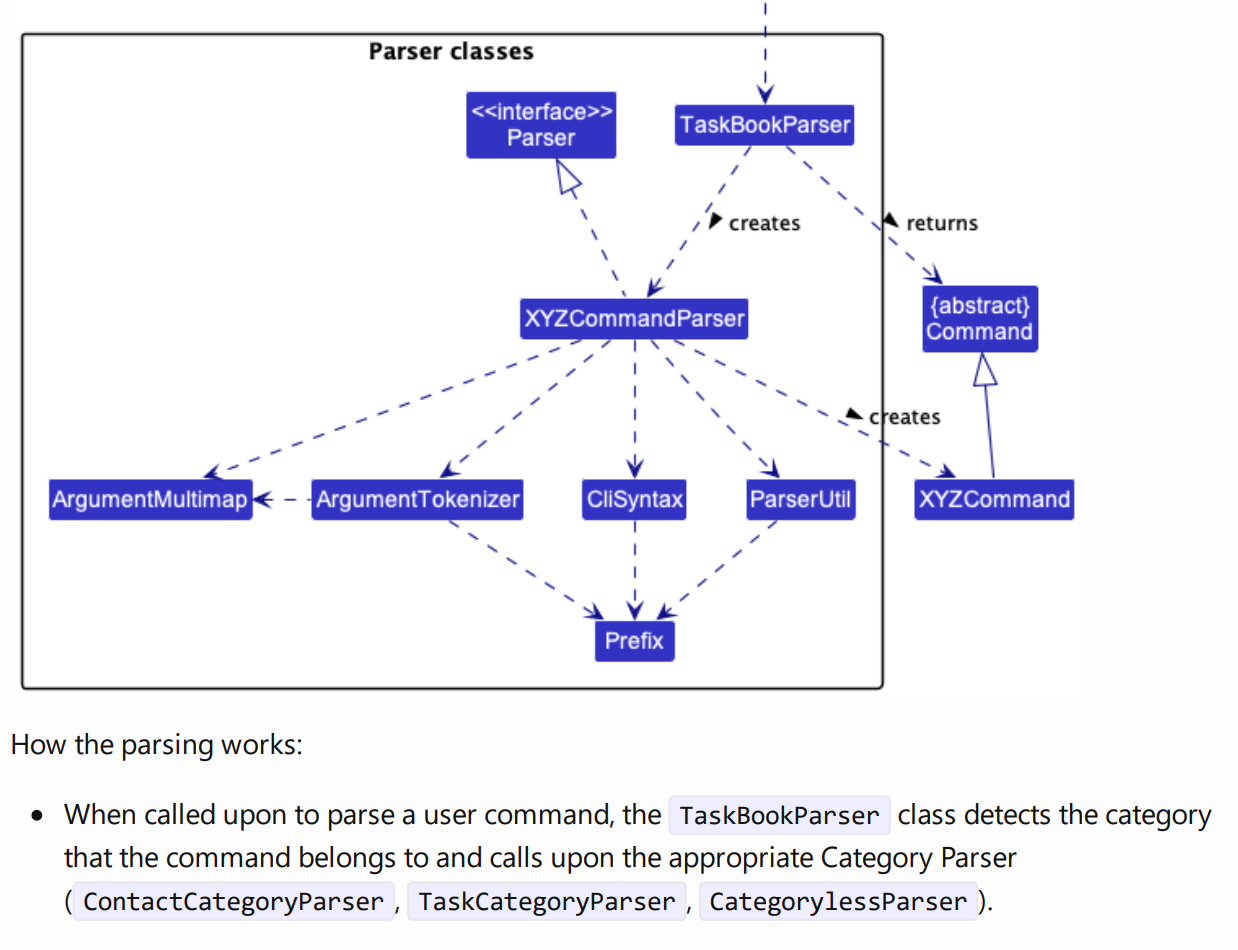 Parser classes
<<interface>>
Parser
TaskBookParser
creates
returns
XYZCommandParser
{abstract}
Command
creates
ArgumentMultimap
ArgumentTokenizer
CliSyntax
ParserUtil
XYZCommand
Prefix
How the parsing works:
When called upon to parse a user command, the TaskBookParser class detects the category
that the command belongs to and calls upon the appropriate Category Parser
( ContactCategoryParser , TaskCategoryParser , CategorylessParser ).